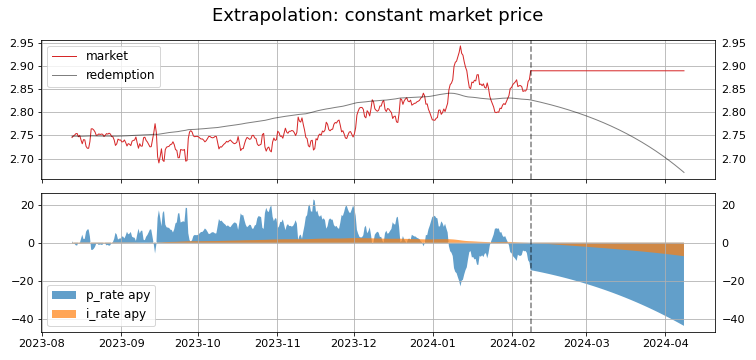 Extrapolation: constant market price
2.95 2.95
market
2.90 2.90
redemption
2.85 2.85
2.80 2.80
2.75 2.75
2.70 2.70
20 20
0 0
−20 −20
p_rate apy
i_rate apy
−40 −40
2023-08 2023-09 2023-10 2023-11 2023-12 2024-01 2024-02 2024-03 2024-04